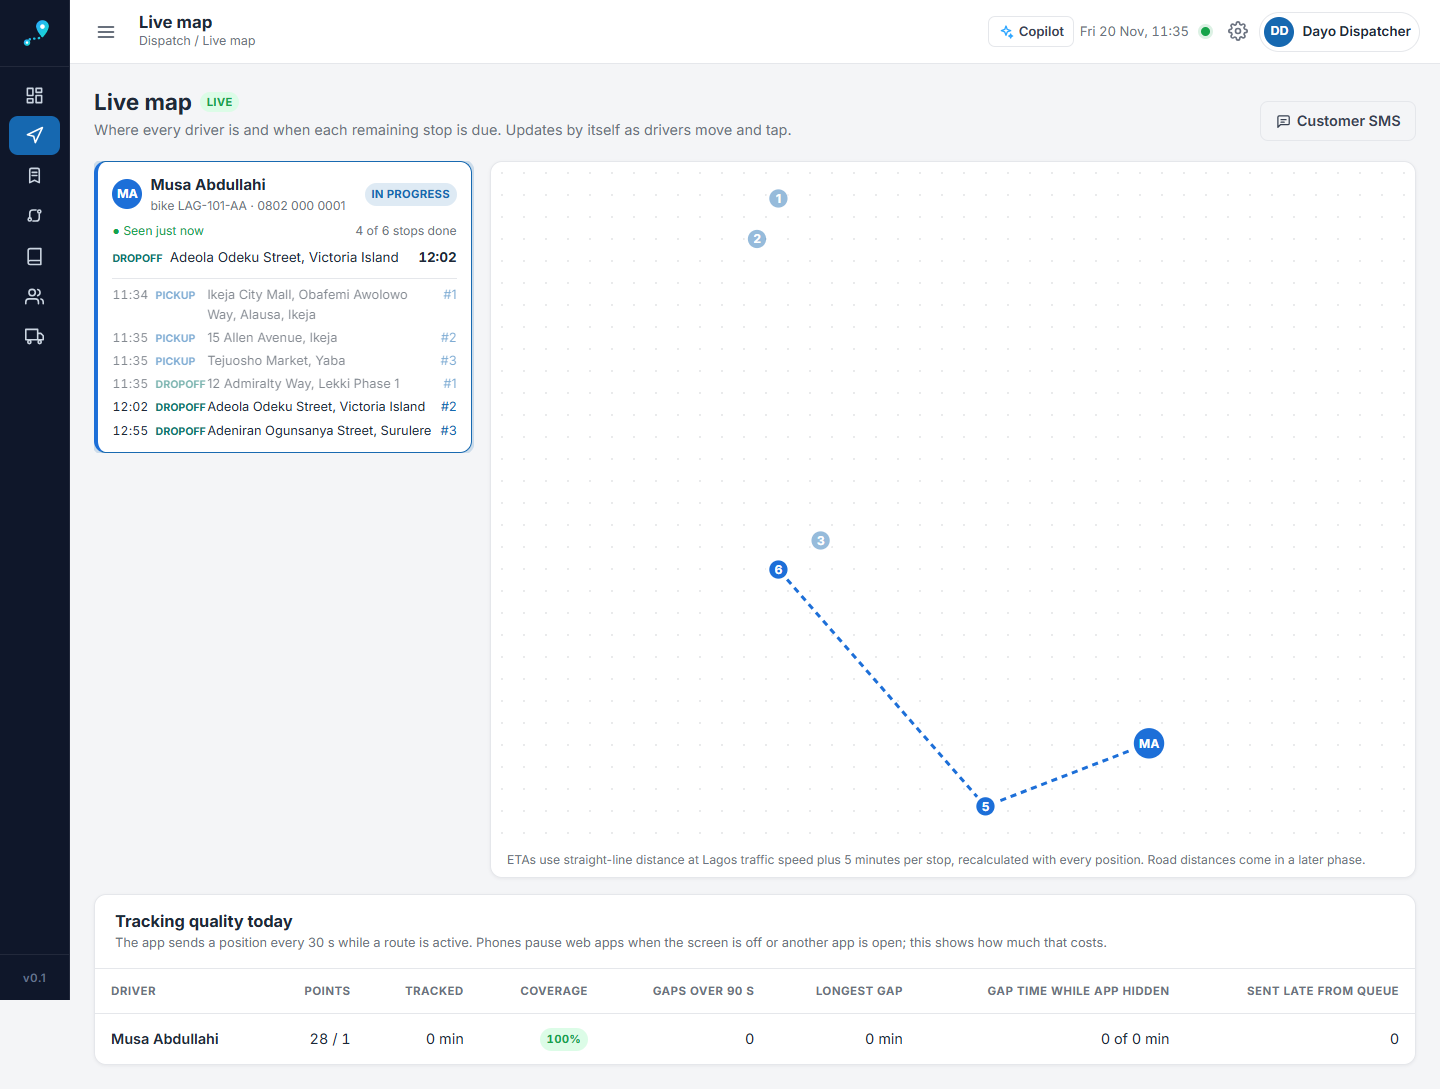 Live map
Dispatch / Live map
Copilot
Fri 20 Nov, 11:35
DD
Dayo Dispatcher
Live map
LIVE
Where every driver is and when each remaining stop is due. Updates by itself as drivers move and tap.
Customer SMS
MA
Musa Abdullahi
bike LAG-101-AA · 0802 000 0001
IN PROGRESS
● Seen just now
4 of 6 stops done
DROPOFF Adeola Odeku Street, Victoria Island 12:02
11:34 PICKUP Ikeja City Mall, Obafemi Awolowo #1
Way, Alausa, Ikeja
11:35 PICKUP 15 Allen Avenue, Ikeja #2
11:35 PICKUP Tejuosho Market, Yaba #3
11:35 DROPOFF 12 Admiralty Way, Lekki Phase 1 #1
12:02 DROPOFF Adeola Odeku Street, Victoria Island #2
12:55 DROPOFF Adeniran Ogunsanya Street, Surulere #3
1
2
3
6
MA
5
ETAs use straight-line distance at Lagos traffic speed plus 5 minutes per stop, recalculated with every position. Road distances come in a later phase.
Tracking quality today
The app sends a position every 30 s while a route is active. Phones pause web apps when the screen is off or another app is open; this shows how much that costs.
DRIVER POINTS TRACKED COVERAGE GAPS OVER 90 S LONGEST GAP GAP TIME WHILE APP HIDDEN SENT LATE FROM QUEUE
Musa Abdullahi 28 / 1 0 min 100% 0 0 min 0 of 0 min 0
v0.1